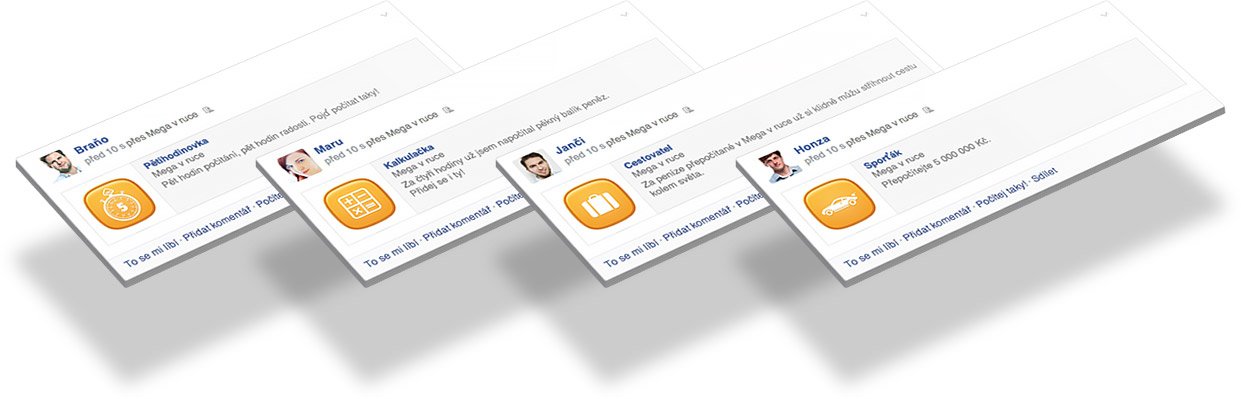 Braňo
před 10 s přes Mega v ruce
Pětihodinovka
Mega v ruce
Pět hodin počítání, pět hodin radosti. Pojď počítat taky!
5
To se mi líbí · Přidat komentář · Počíte
Maru
před 10 s přes Mega v ruce
Kalkulačka
Mega v ruce
Za čtyři hodiny už jsem napočítal pěkný balík peněz.
Přidej se i ty!
To se mi líbí · Přidat komentář · Počíte
Janči
před 10 s přes Mega v ruce
Cestovatel
Mega v ruce
Za peníze přepočítané v Mega v ruce už si klidně můžu střihnout cestu
kolem světa.
To se mi líbí · Přidat komentář · Počíte
Honza
před 10 s přes Mega v ruce
Sporťák
Mega v ruce
Přepočítejte 5 000 000 Kč.
To se mi líbí · Přidat komentář · Počítej taky! · Sdílet